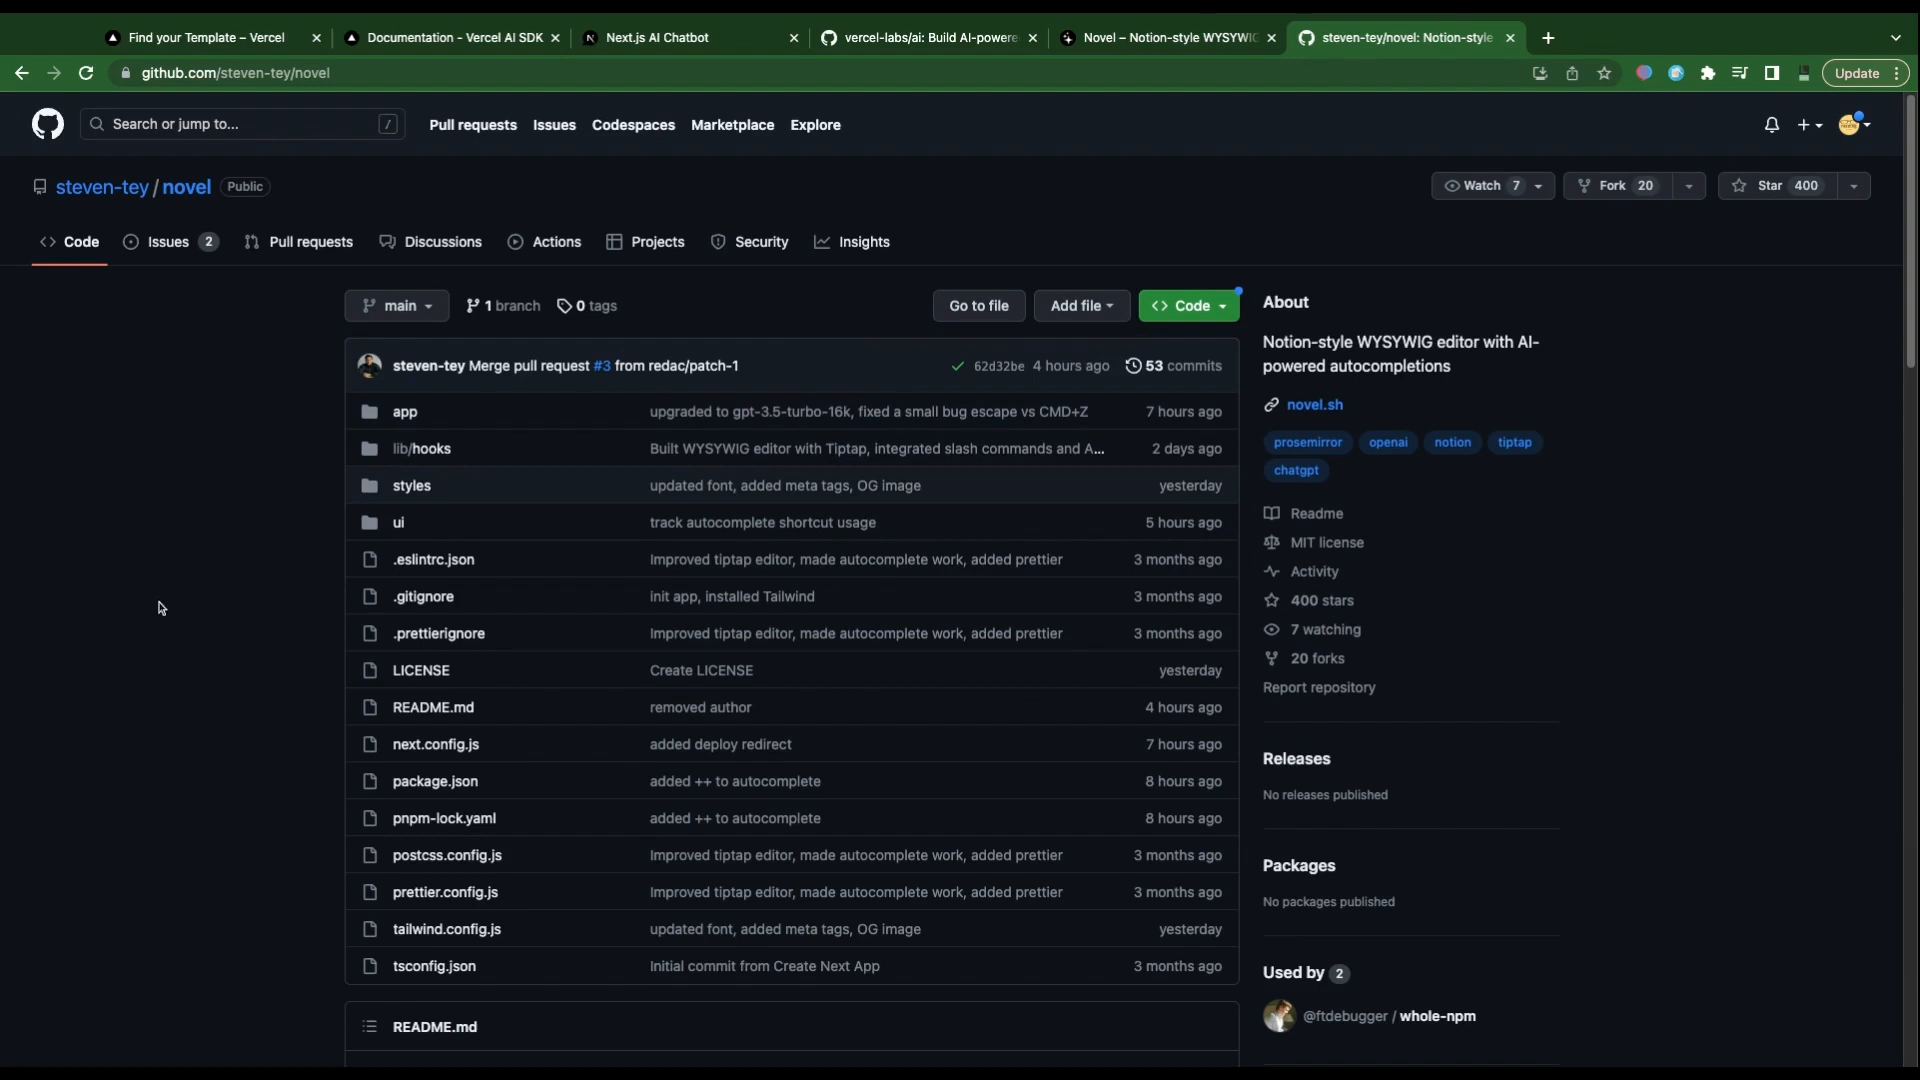 Find your Template – Vercel
Documentation - Vercel AI SDK
Next.js AI Chatbot
vercel-labs/ai: Build AI-powere
Novel – Notion-style WYSYWIG
steven-tey/novel: Notion-style
github.com/steven-tey/novel
Update
Search or jump to...
/
Pull requests
Issues
Codespaces
Marketplace
Explore
steven-tey / novel
Public
Watch 7
Fork 20
Star 400
Code
Issues 2
Pull requests
Discussions
Actions
Projects
Security
Insights
main
1 branch
0 tags
Go to file
Add file
Code
steven-tey Merge pull request #3 from redac/patch-1
62d32be 4 hours ago
53 commits
app upgraded to gpt-3.5-turbo-16k, fixed a small bug escape vs CMD+Z 7 hours ago
lib/hooks Built WYSYWIG editor with Tiptap, integrated slash commands and A... 2 days ago
styles updated font, added meta tags, OG image yesterday
ui track autocomplete shortcut usage 5 hours ago
.eslintrc.json Improved tiptap editor, made autocomplete work, added prettier 3 months ago
.gitignore init app, installed Tailwind 3 months ago
.prettierignore Improved tiptap editor, made autocomplete work, added prettier 3 months ago
LICENSE Create LICENSE yesterday
README.md removed author 4 hours ago
next.config.js added deploy redirect 7 hours ago
package.json added ++ to autocomplete 8 hours ago
pnpm-lock.yaml added ++ to autocomplete 8 hours ago
postcss.config.js Improved tiptap editor, made autocomplete work, added prettier 3 months ago
prettier.config.js Improved tiptap editor, made autocomplete work, added prettier 3 months ago
tailwind.config.js updated font, added meta tags, OG image yesterday
tsconfig.json Initial commit from Create Next App 3 months ago
README.md
About
Notion-style WYSYWIG editor with AI-
powered autocompletions
novel.sh
prosemirror openai notion tiptap
chatgpt
Readme
MIT license
Activity
400 stars
7 watching
20 forks
Report repository
Releases
No releases published
Packages
No packages published
Used by 2
@ftdebugger / whole-npm